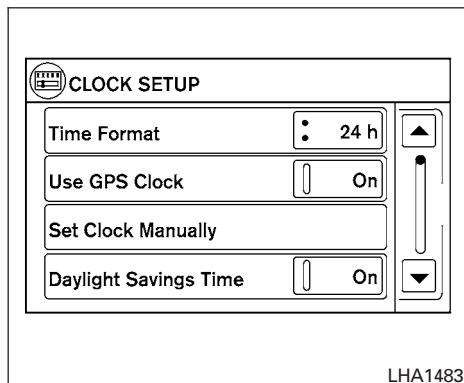 CLOCK SETUP
Time Format 24 h
Use GPS Clock On
Set Clock Manually
Daylight Savings Time On
LHA1483